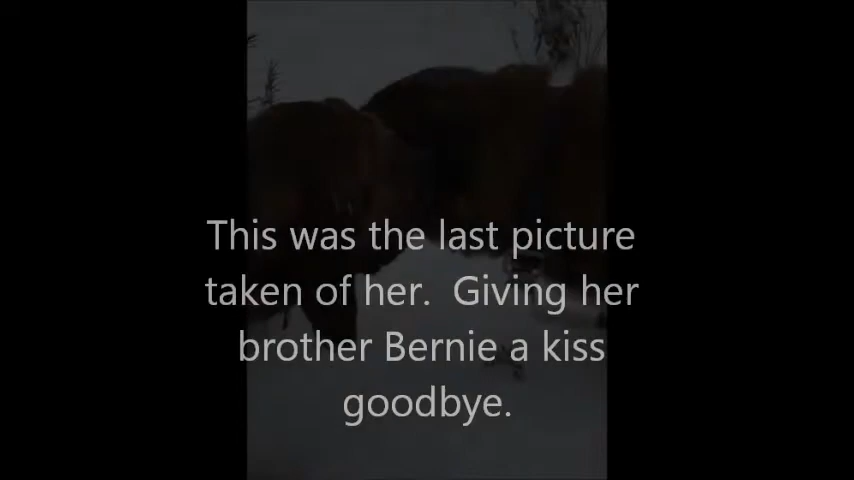 This was the last picture
taken of her.  Giving her
brother Bernie a kiss
goodbye.